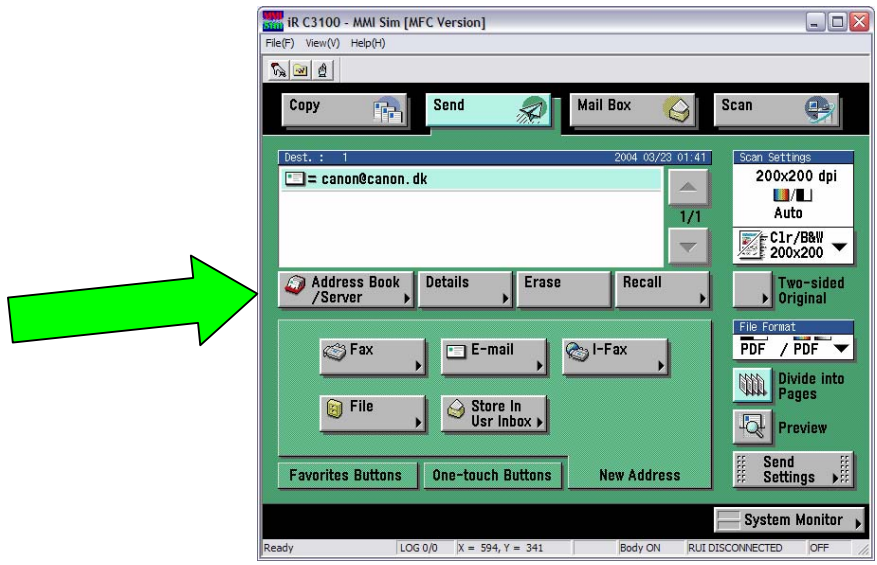 MMI
Sim
iR C3100 - MMI Sim [MFC Version]
File(F) View(V) Help(H)
Copy
Send
Mail Box
Scan
Dest. : 1
2004 03/23 01:41
= canon@canon.dk
1/1
Scan Settings
200x200 dpi
Auto
Clr/B&W
200x200
Address Book
/Server
Details
Erase
Recall
Two-sided
Original
File Format
PDF / PDF
Fax
E-mail
I-Fax
File
Store In
Usr Inbox
Divide into
Pages
Preview
Send
Settings
Favorites Buttons
One-touch Buttons
New Address
System Monitor
Ready
LOG 0/0
X = 594, Y = 341
Body ON
RUI DISCONNECTED
OFF